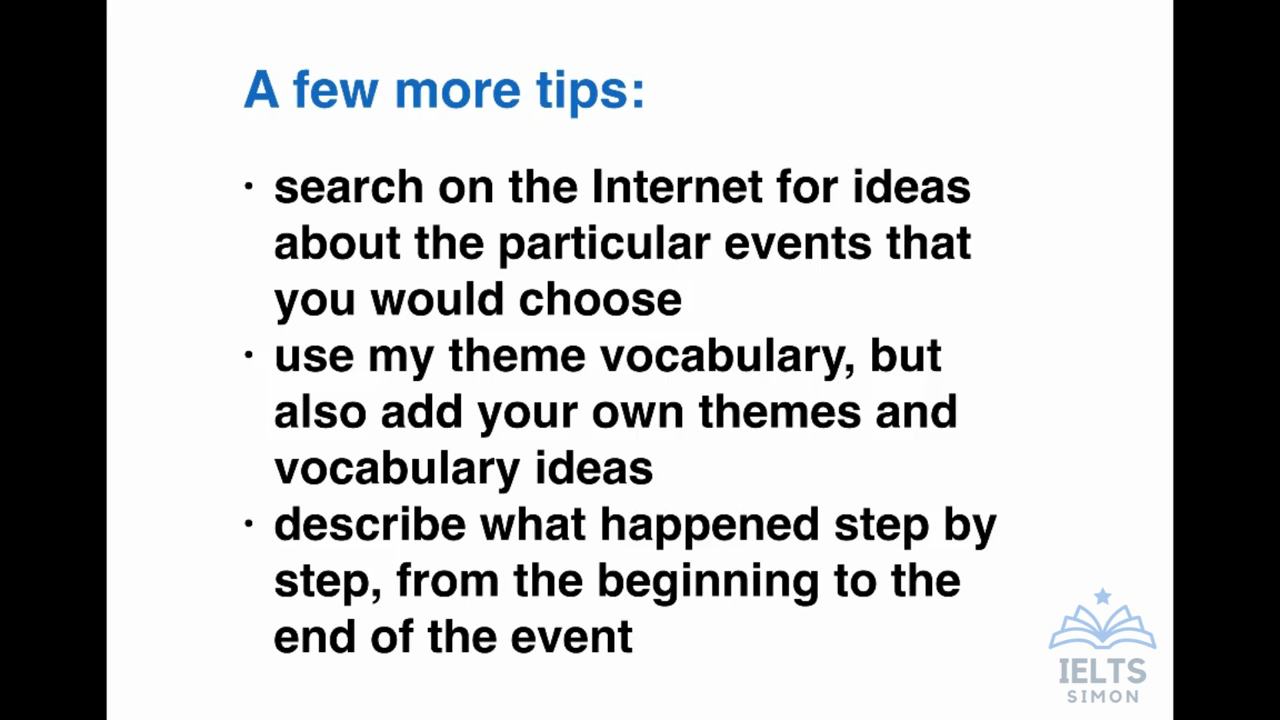 A few more tips:
· search on the Internet for ideas
about the particular events that
you would choose
· use my theme vocabulary, but
also add your own themes and
vocabulary ideas
· describe what happened step by
step, from the beginning to the
end of the event
IELTS
SIMON